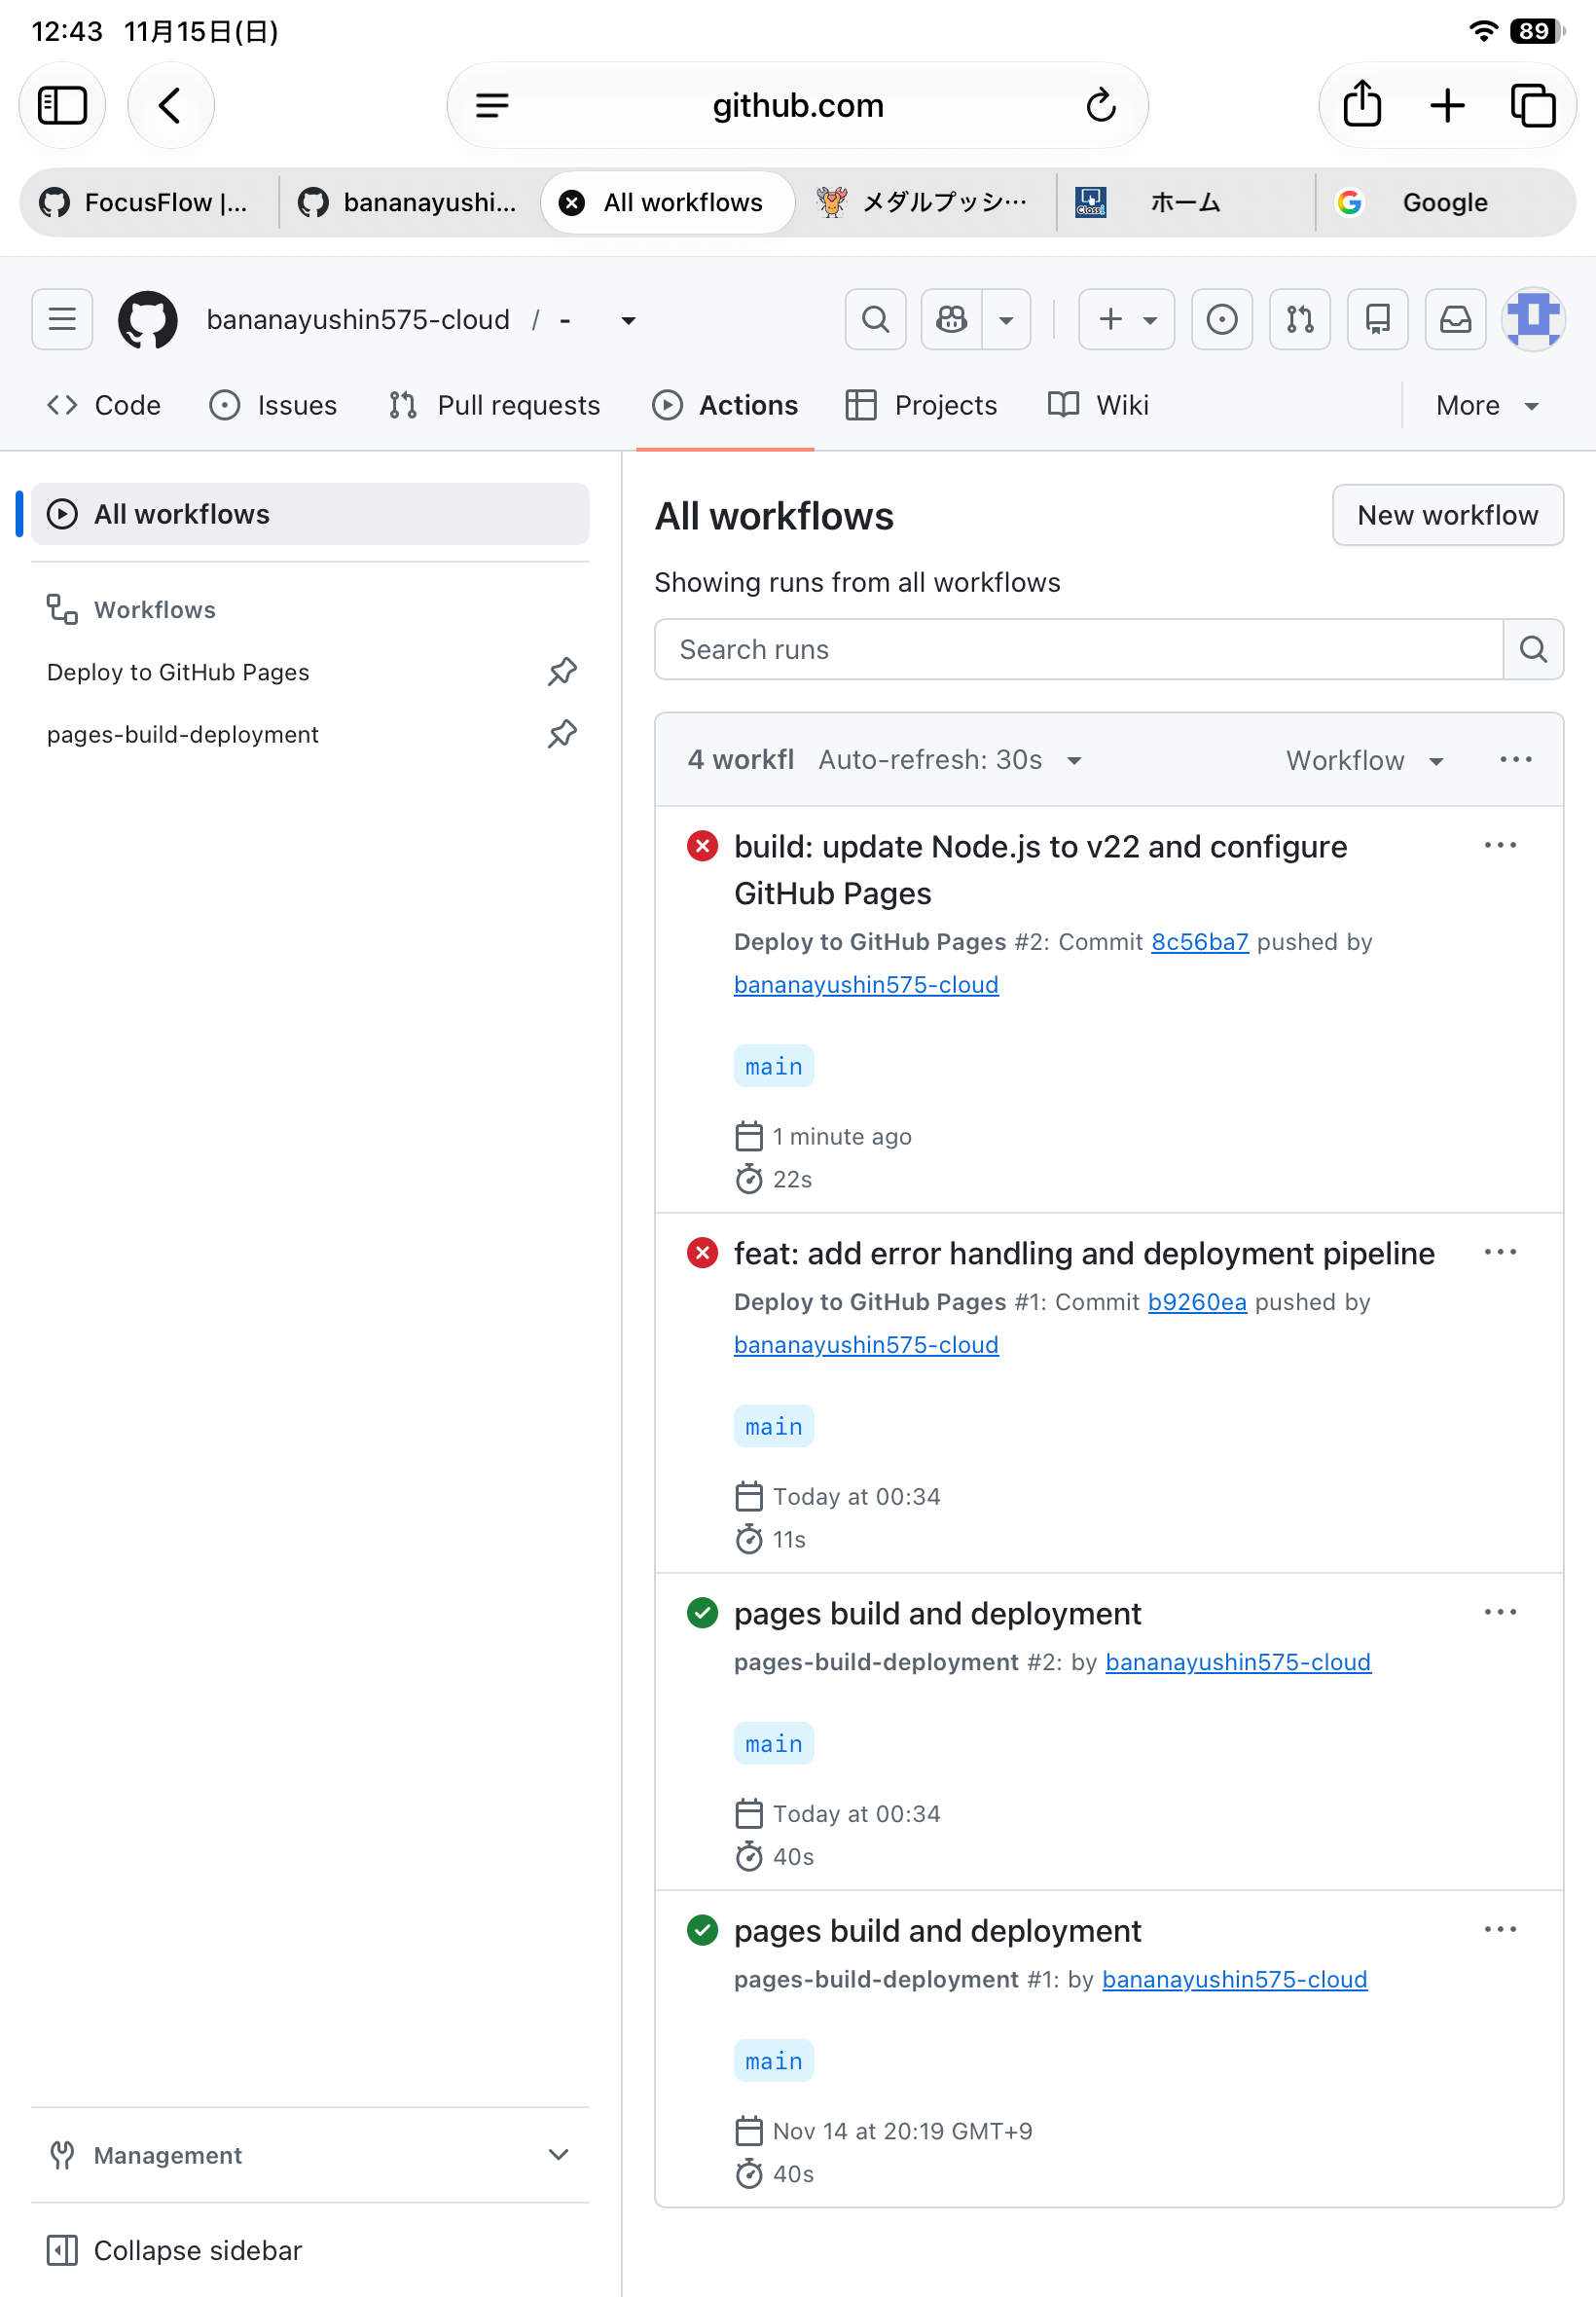 12:43 11月15日(日)
89
github.com
FocusFlow |...
bananayushi...
All workflows
メダルプッシ…
Classi
ホーム
Google
bananayushin575-cloud / -
Code
Issues
Pull requests
Actions
Projects
Wiki
More
All workflows
Workflows
Deploy to GitHub Pages
pages-build-deployment
Management
Collapse sidebar
All workflows
New workflow
Showing runs from all workflows
Search runs
4 workfl Auto-refresh: 30s Workflow
build: update Node.js to v22 and configure
GitHub Pages
Deploy to GitHub Pages #2: Commit 8c56ba7 pushed by
bananayushin575-cloud
main
1 minute ago
22s
feat: add error handling and deployment pipeline
Deploy to GitHub Pages #1: Commit b9260ea pushed by
bananayushin575-cloud
main
Today at 00:34
11s
pages build and deployment
pages-build-deployment #2: by bananayushin575-cloud
main
Today at 00:34
40s
pages build and deployment
pages-build-deployment #1: by bananayushin575-cloud
main
Nov 14 at 20:19 GMT+9
40s